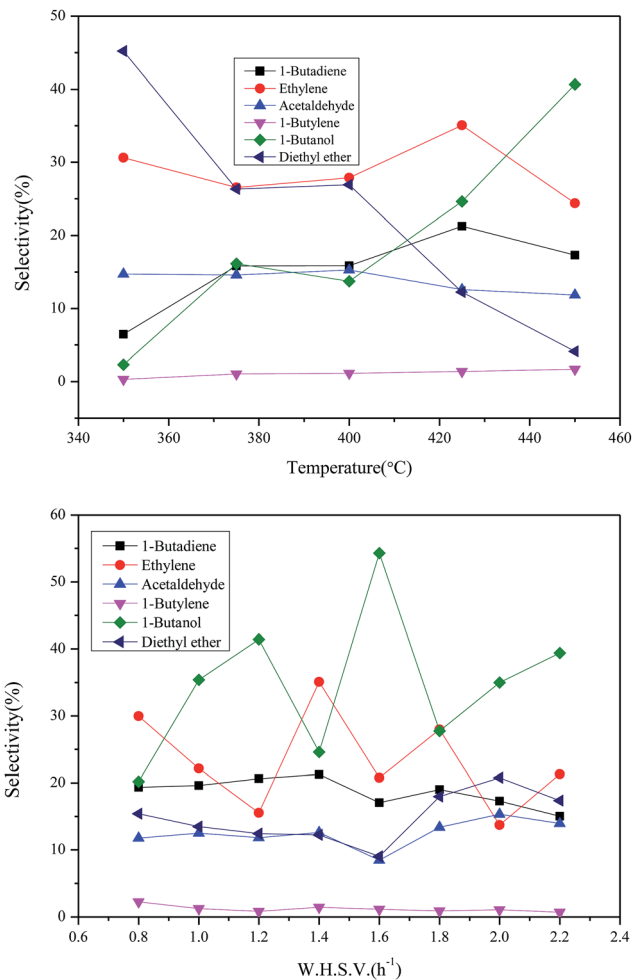 50
40
30
20
10
0
Selectivity(%)
1-Butadiene
Ethylene
Acetaldehyde
1-Butylene
1-Butanol
Diethyl ether
340 360 380 400 420 440 460
Temperature(°C)
60
50
40
30
20
10
0
Selectivity(%)
1-Butadiene
Ethylene
Acetaldehyde
1-Butylene
1-Butanol
Diethyl ether
0.6 0.8 1.0 1.2 1.4 1.6 1.8 2.0 2.2 2.4
W.H.S.V.(h⁻¹)